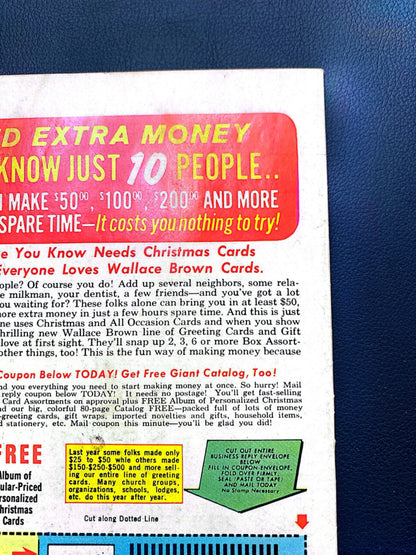 D EXTRA MONEY
KNOW JUST 10 PEOPLE..
MAKE $50⁰⁰, $100⁰⁰, $200⁰⁰ AND MORE
SPARE TIME—It costs you nothing to try!
e You Know Needs Christmas Cards
Everyone Loves Wallace Brown Cards.
ople? Of course you do! Add up several neighbors, some rela-
e milkman, your dentist, a few friends—and you've got a lot
ou waiting for? These folks alone can bring you in at least $50,
ore extra money in just a few hours spare time. And this is just
ne uses Christmas and All Occasion Cards and when you show
hrilling new Wallace Brown line of Greeting Cards and Gift
love at first sight. They'll snap up 2, 3, 6 or more Box Assort-
other things, too! This is the fun way of making money because
Coupon Below TODAY! Get Free Giant Catalog, Too!
nd you everything you need to start making money at once. So hurry! Mail
reply coupon below TODAY! It needs no postage! You'll get fast-selling
Card Assortments on approval plus FREE Album of Personalized Christmas
nd our big, colorful 80-page Catalog FREE—packed full of lots of money
-greeting cards, gift wraps, imported novelties and gifts, household items,
d stationery, etc. Mail coupon this minute—you'll be glad you did!
FREE
Album of
ular-Priced
rsonalized
hristmas
Cards
Last year some folks made only
$25 to $50 while others made
$150-$250-$500 and more sell-
ing our entire line of greeting
cards. Many church groups,
organizations, schools, lodges,
etc. do this year after year.
Cut along Dotted Line
CUT OUT ENTIRE
BUSINESS REPLY ENVELOPE
BELOW
FILL IN COUPON-ENVELOPE,
FOLD OVER FIRMLY
SEAL (PASTE OR TAPE)
AND MAIL TODAY
No Stamp Necessary